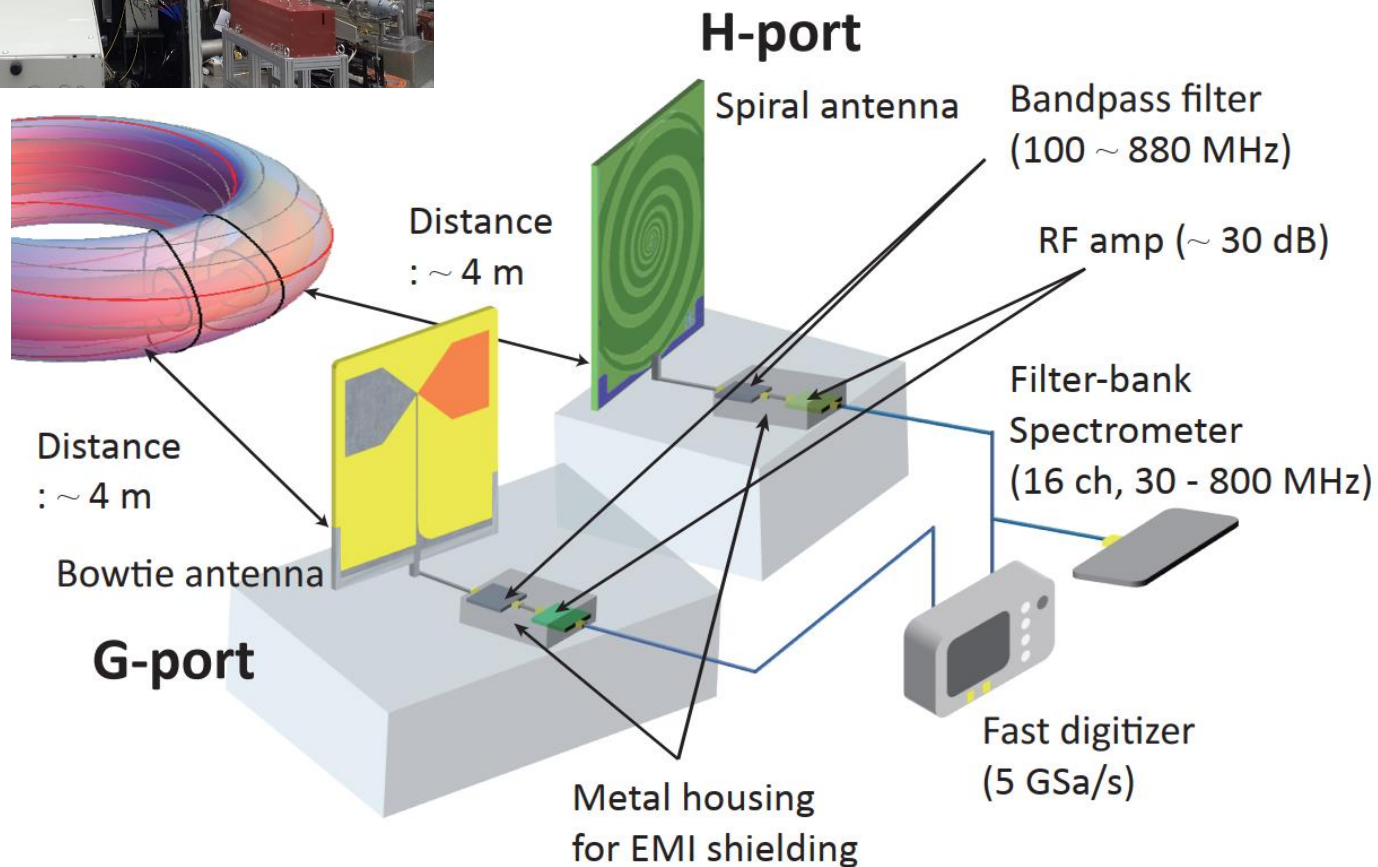 H-port
Spiral antenna
Bandpass filter
(100 ~ 880 MHz)
Distance
: ~ 4 m
RF amp (~ 30 dB)
Filter-bank
Spectrometer
(16 ch, 30 - 800 MHz)
Distance
: ~ 4 m
Bowtie antenna
G-port
Fast digitizer
(5 GSa/s)
Metal housing
for EMI shielding